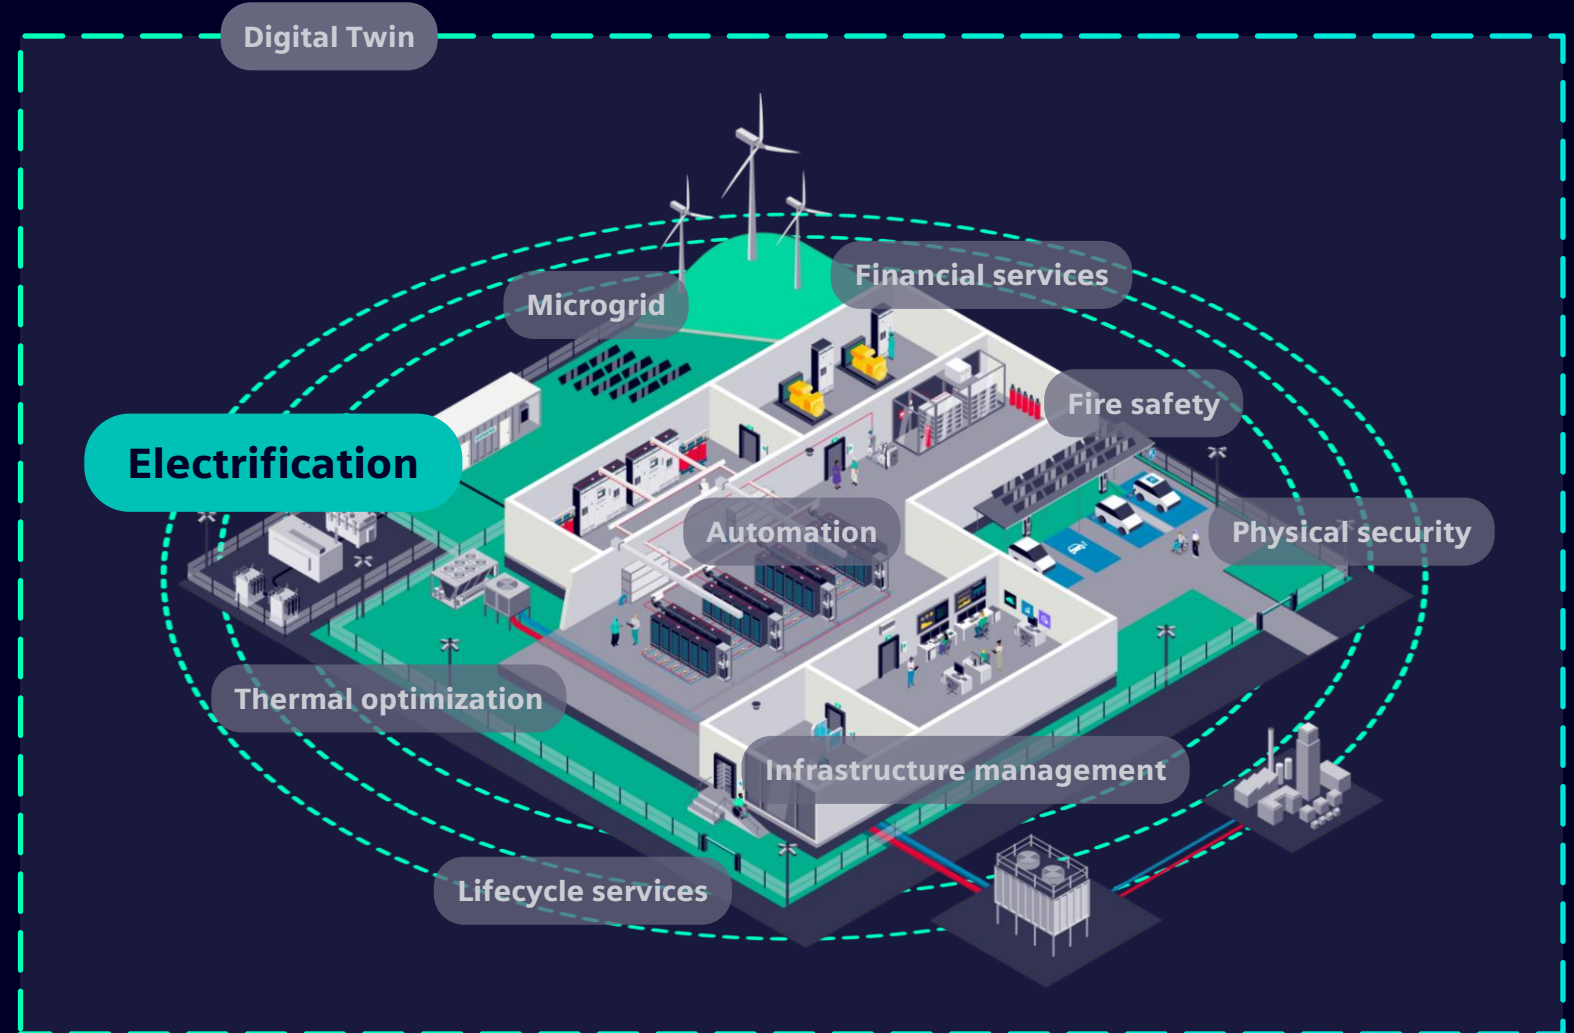 Digital Twin
Financial services
Microgrid
Fire safety
Electrification
Automation
Physical security
Thermal optimization
Infrastructure management
Lifecycle services